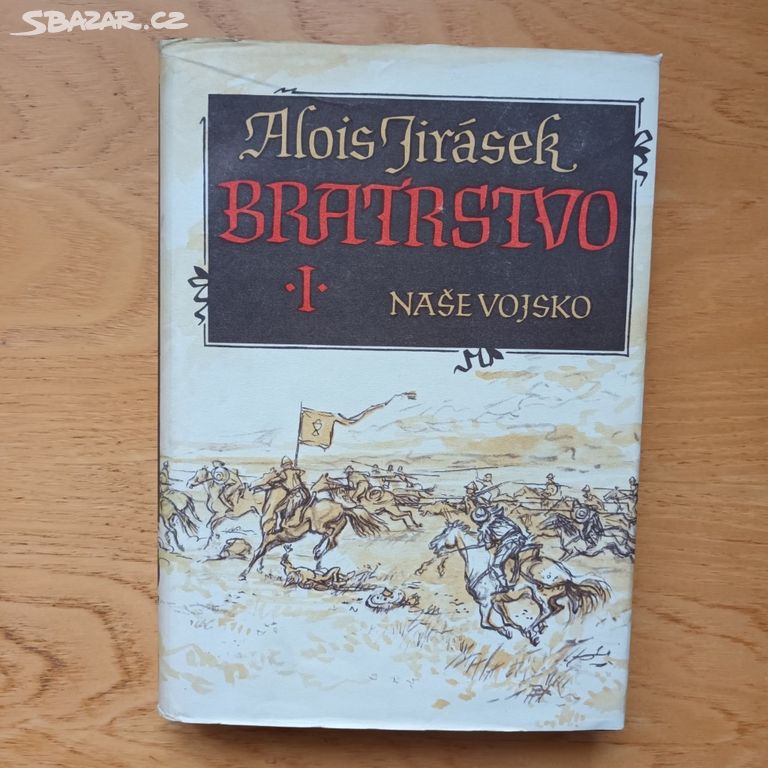 SBAZAR.CZ
Alois Jirásek
BRATRSTVO
·I·
NAŠE VOJSKO